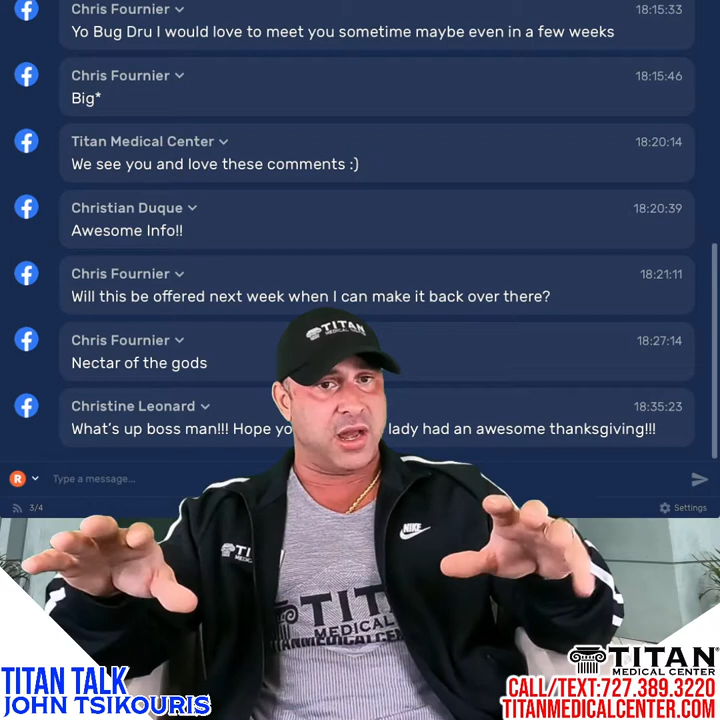 Chris Fournier 18:15:33
Yo Bug Dru I would love to meet you sometime maybe even in a few weeks
Chris Fournier 18:15:46
Big*
Titan Medical Center 18:20:14
We see you and love these comments :)
Christian Duque 18:20:39
Awesome Info!!
Chris Fournier 18:21:11
Will this be offered next week when I can make it back over there?
Chris Fournier 18:27:14
Nectar of the gods
Christine Leonard 18:35:23
What's up boss man!!! Hope lady had an awesome thanksgiving!!!
R Type a message...
3/4 Settings
TITAN
MEDICAL CENTER
NIKE
TITAN TALK
JOHN TSIKOURIS
TITAN
MEDICAL CENTER
CALL/TEXT:727.389.3220
TITANMEDICALCENTER.COM